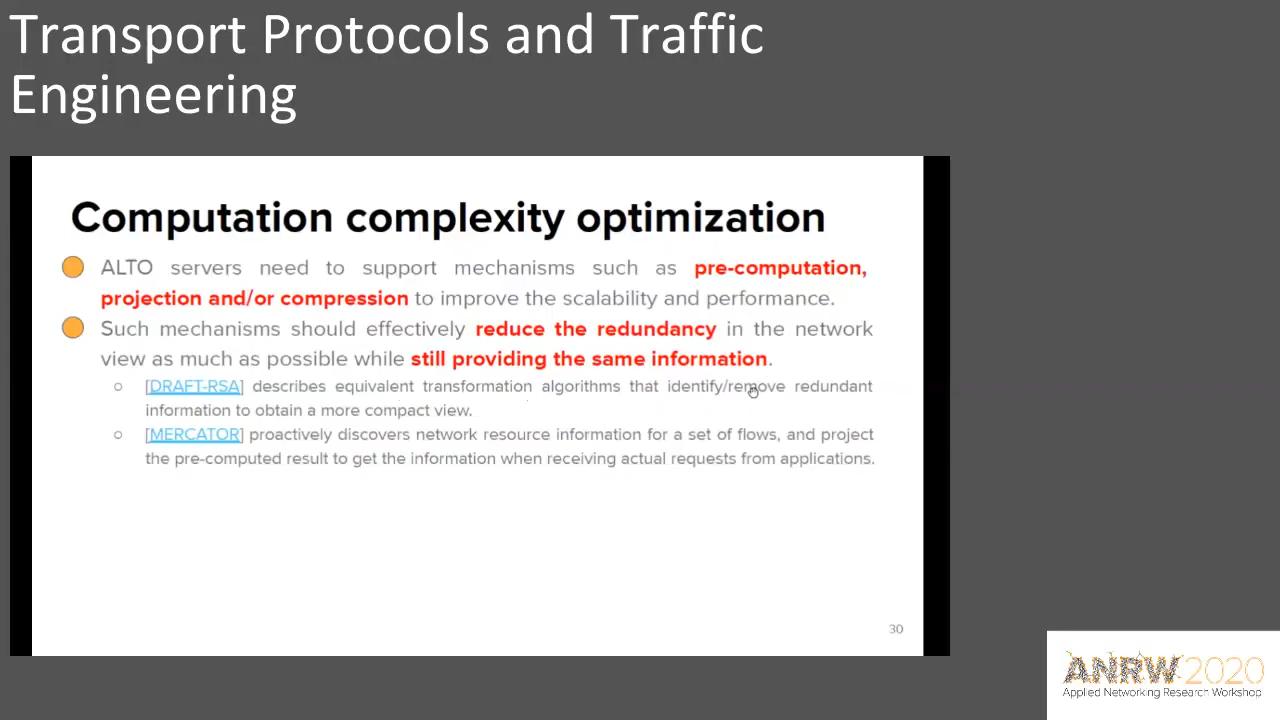 Transport Protocols and Traffic
Engineering
Computation complexity optimization
ALTO servers need to support mechanisms such as pre-computation,
projection and/or compression to improve the scalability and performance.
Such mechanisms should effectively reduce the redundancy in the network
view as much as possible while still providing the same information.
[DRAFT-RSA] describes equivalent transformation algorithms that identify/remove redundant
information to obtain a more compact view.
[MERCATOR] proactively discovers network resource information for a set of flows, and project
the pre-computed result to get the information when receiving actual requests from applications.
30
ANRW2020
Applied Networking Research Workshop